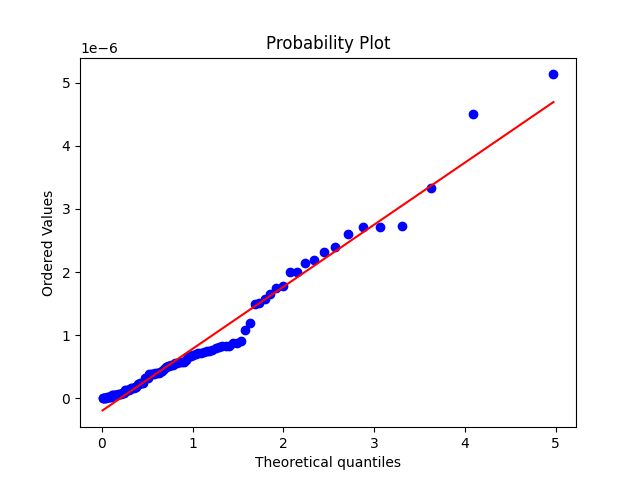 Probability Plot
1e−6
5
4
3
2
1
0
Ordered Values
0 1 2 3 4 5
Theoretical quantiles